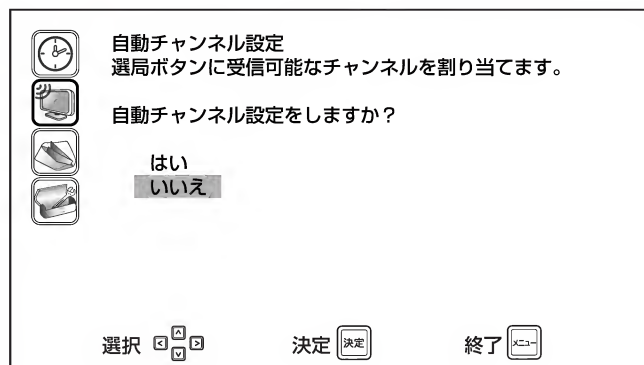 自動チャンネル設定
選局ボタンに受信可能なチャンネルを割り当てます。
自動チャンネル設定をしますか？
はい
いいえ
選択 決定 決定 終了 メニュー